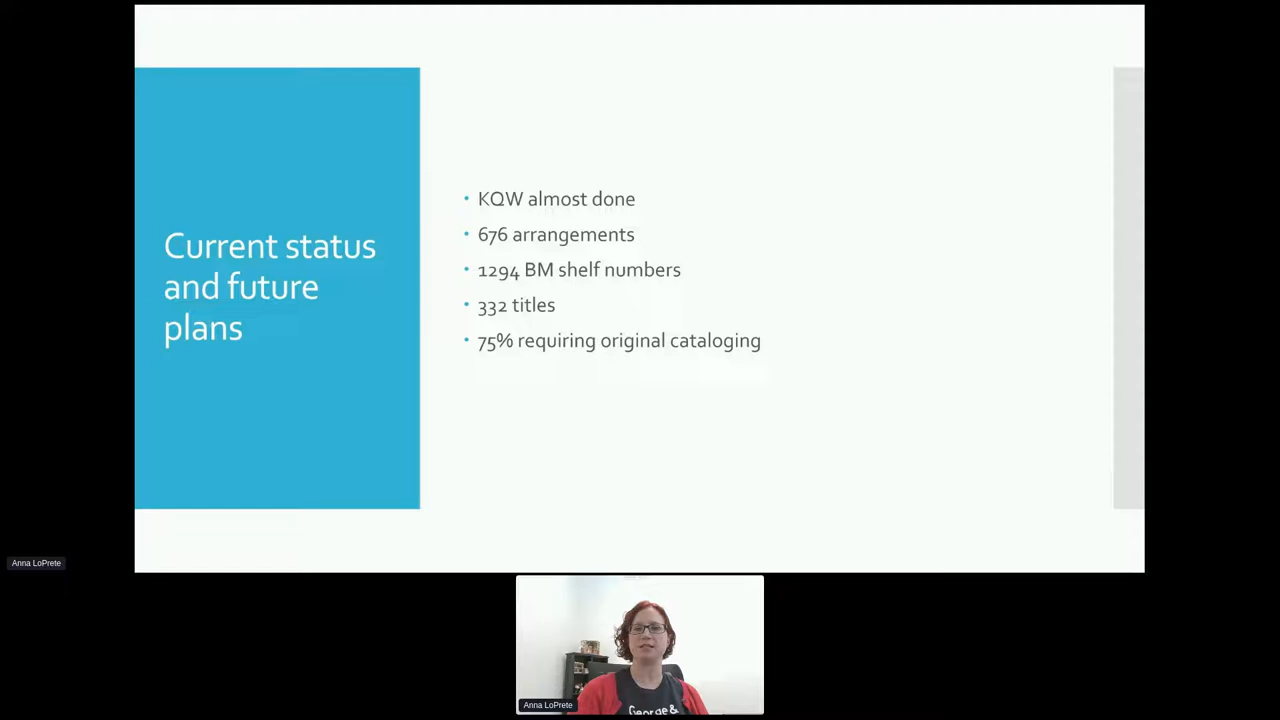 Current status
and future
plans
• KQW almost done
• 676 arrangements
• 1294 BM shelf numbers
• 332 titles
• 75% requiring original cataloging
Anna LoPrete
George &
Anna LoPrete